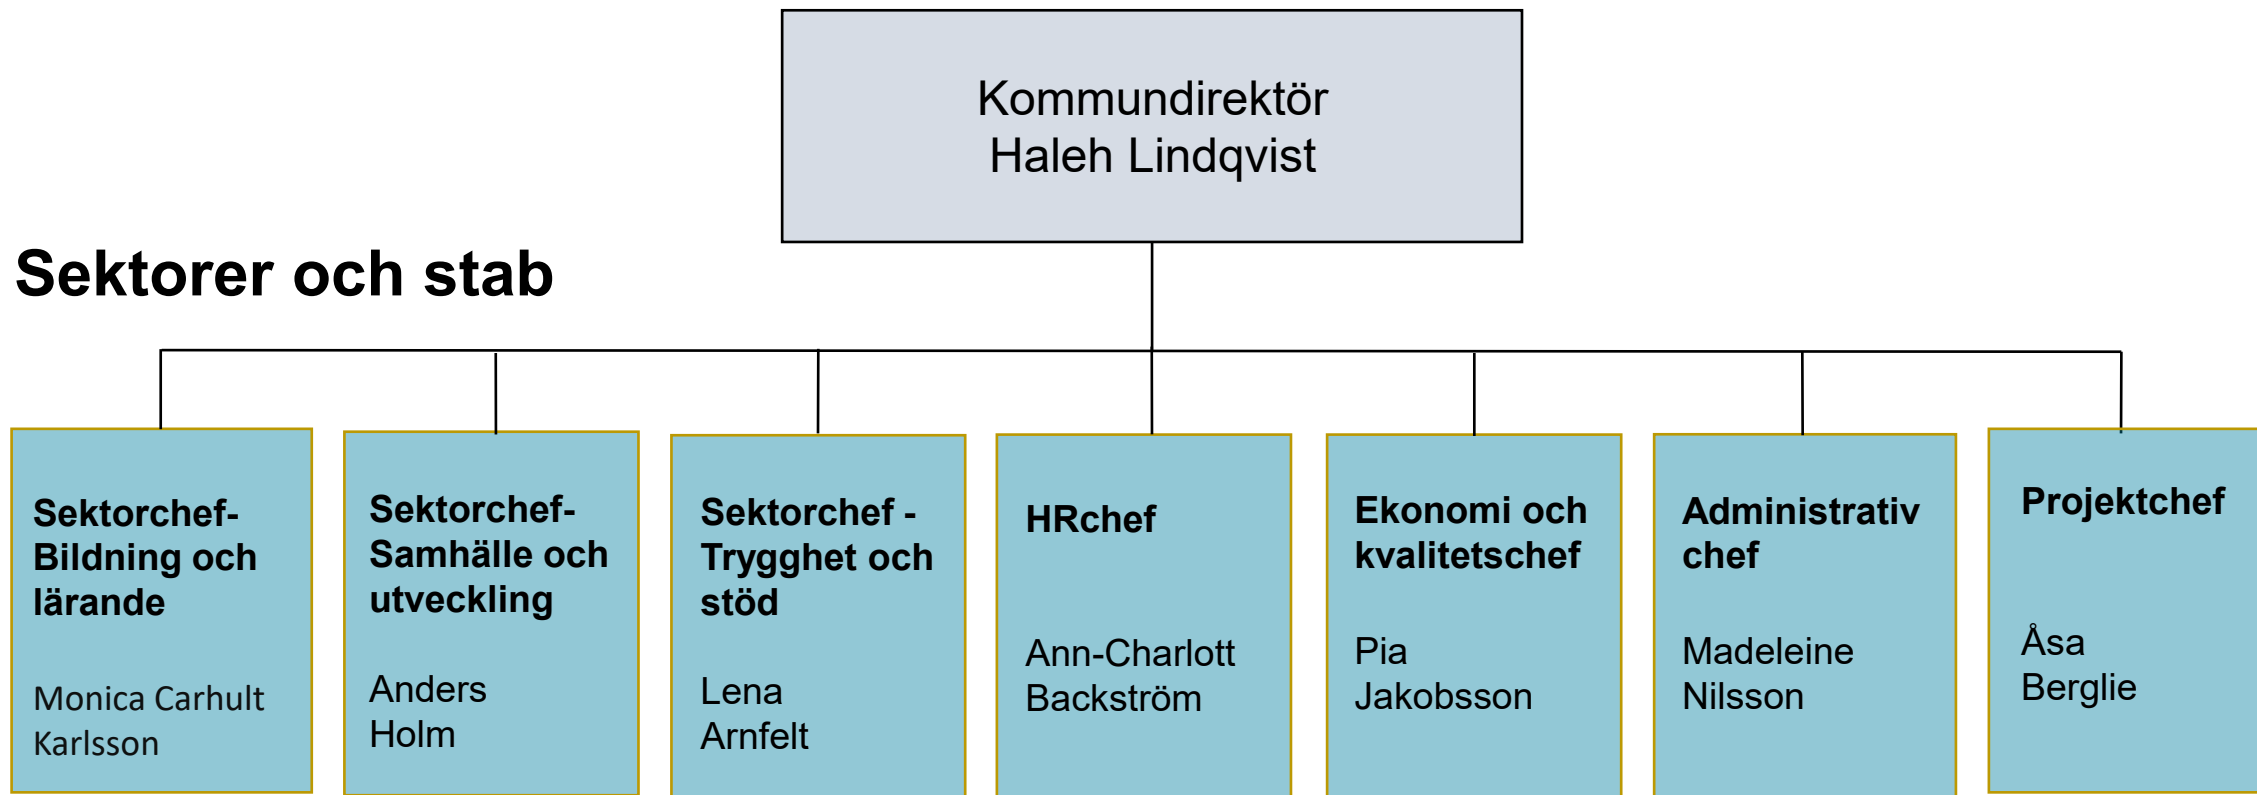 Kommundirektör
Haleh Lindqvist
Sektorer och stab
Sektorchef-
Bildning och
lärande
Monica Carhult
Karlsson
Sektorchef-
Samhälle och
utveckling
Anders
Holm
Sektorchef -
Trygghet och
stöd
Lena
Arnfelt
HRchef
Ann-Charlott
Backström
Ekonomi och
kvalitetschef
Pia
Jakobsson
Administrativ
chef
Madeleine
Nilsson
Projektchef
Åsa
Berglie